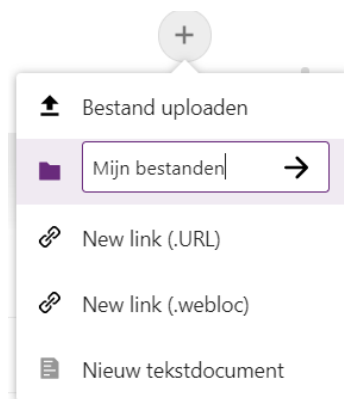 Bestand uploaden
Mijn bestanden
New link (.URL)
New link (.webloc)
Nieuw tekstdocument